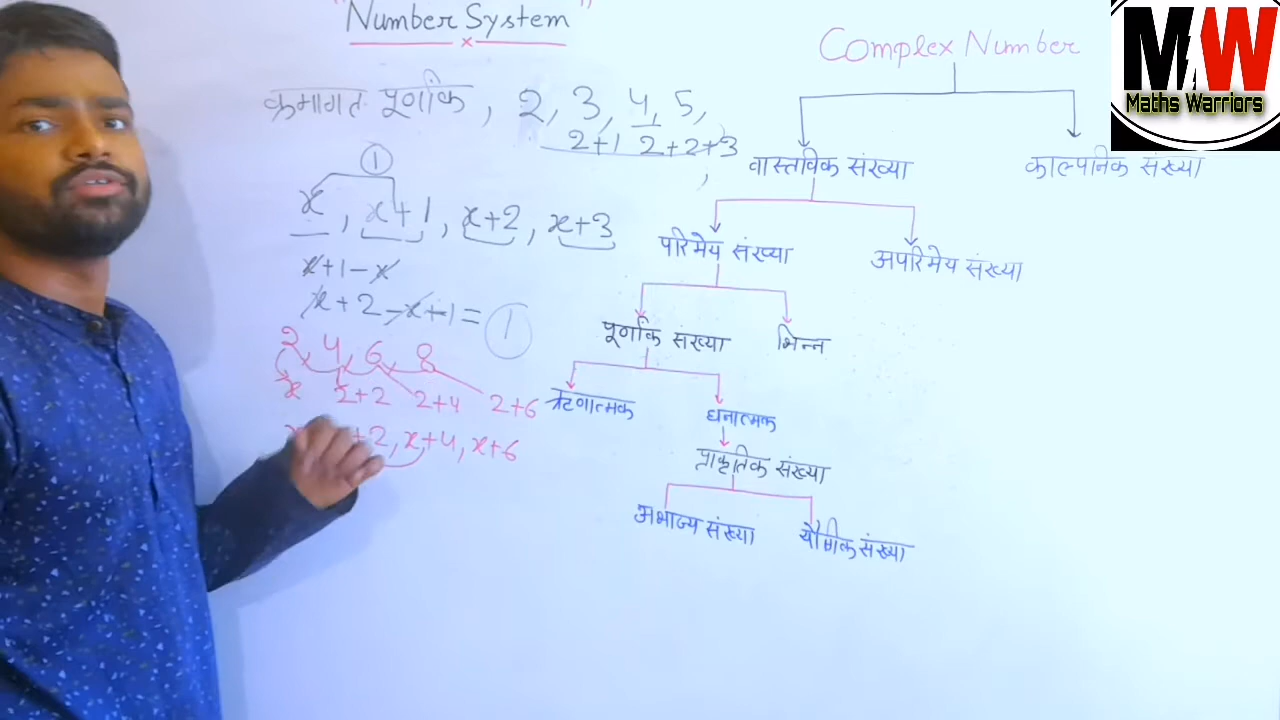 "Number System"
क्रमागत पूर्णांक, 2, 3, 4, 5,
2+1 2+2+3
①
x, x+1, x+2, x+3
x+1-x
x+2-x+1= ①
2 4 6 8
x 2+2 2+4 2+6
+2, x+4, x+6
Complex Number
वास्तविक संख्या काल्पनिक संख्या
परिमेय संख्या अपरिमेय संख्या
पूर्णांक संख्या भिन्न
ऋणात्मक धनात्मक
प्राकृतिक संख्या
अभाज्य संख्या यौगिक संख्या
MW
Maths Warriors